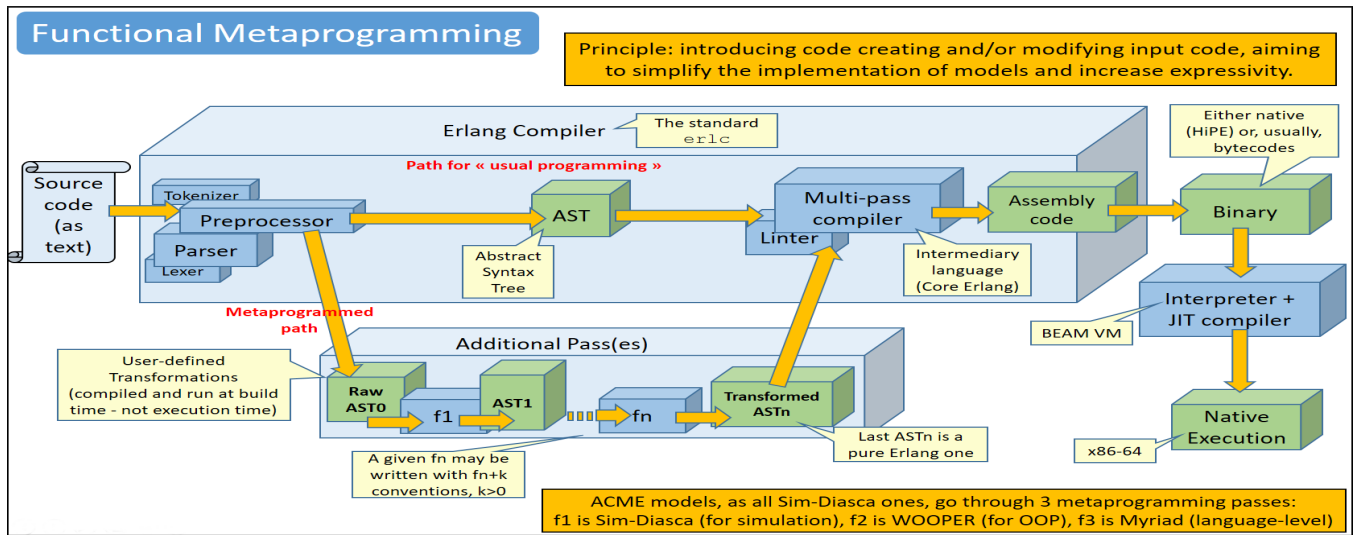 Functional Metaprogramming
Principle: introducing code creating and/or modifying input code, aiming
to simplify the implementation of models and increase expressivity.
Erlang Compiler
The standard
erlc
Either native
(HiPE) or, usually,
bytecodes
Path for « usual programming »
Source
code
(as
text)
Tokenizer
Preprocessor
Parser
Lexer
AST
Abstract
Syntax
Tree
Multi-pass
compiler
Linter
Intermediary
language
(Core Erlang)
Assembly
code
Binary
Interpreter +
JIT compiler
BEAM VM
Native
Execution
x86-64
Metaprogrammed
path
Additional Pass(es)
User-defined
Transformations
(compiled and run at build
time - not execution time)
Raw
AST0
f1
AST1
fn
Transformed
ASTn
A given fn may be
written with fn+k
conventions, k>0
Last ASTn is a
pure Erlang one
ACME models, as all Sim-Diasca ones, go through 3 metaprogramming passes:
f1 is Sim-Diasca (for simulation), f2 is WOOPER (for OOP), f3 is Myriad (language-level)